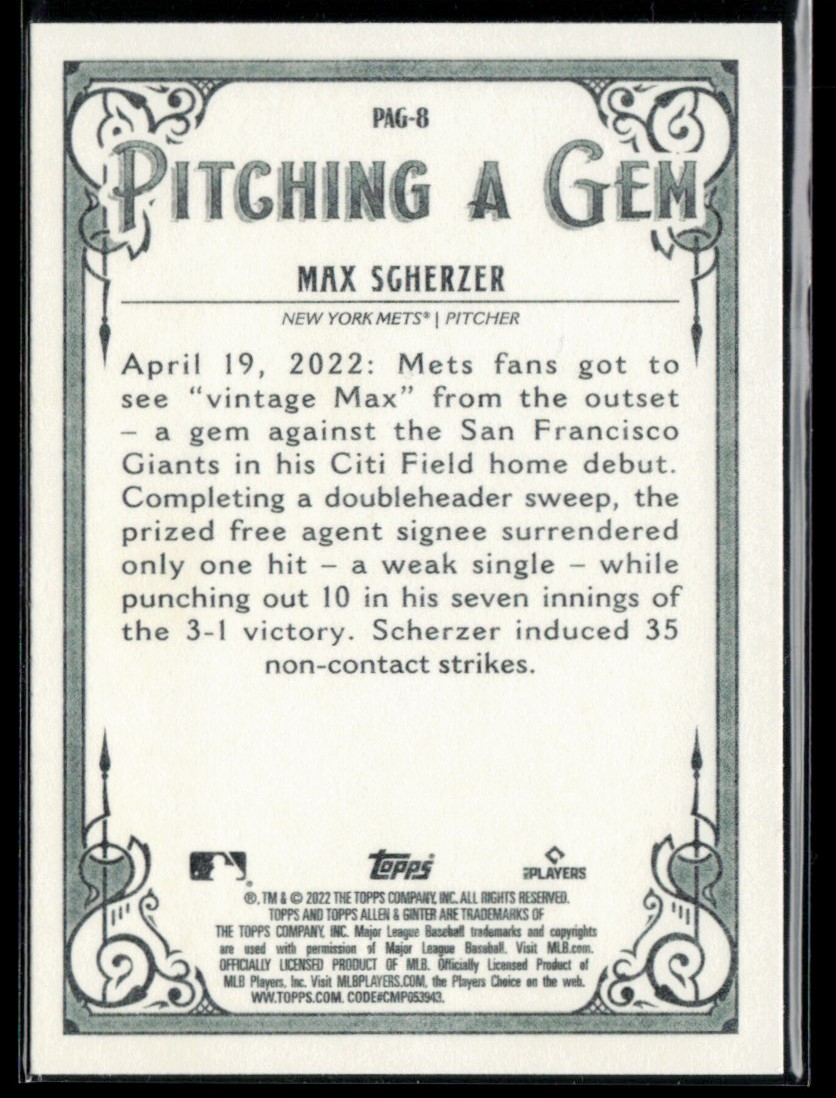 PAG-8
PITCHING A GEM
MAX SCHERZER
NEW YORK METS® | PITCHER
April 19, 2022: Mets fans got to
see “vintage Max” from the outset
– a gem against the San Francisco
Giants in his Citi Field home debut.
Completing a doubleheader sweep, the
prized free agent signee surrendered
only one hit – a weak single – while
punching out 10 in his seven innings of
the 3-1 victory. Scherzer induced 35
non-contact strikes.
Topps
MLBPLAYERS
®, TM & © 2022 THE TOPPS COMPANY, INC. ALL RIGHTS RESERVED.
TOPPS AND TOPPS ALLEN & GINTER ARE TRADEMARKS OF
THE TOPPS COMPANY, INC. Major League Baseball trademarks and copyrights
are used with permission of Major League Baseball. Visit MLB.com.
OFFICIALLY LICENSED PRODUCT OF MLB. Officially Licensed Product of
MLB Players, Inc. Visit MLBPLAYERS.COM, the Players Choice on the web.
WW.TOPPS.COM. CODE#CMP053943.